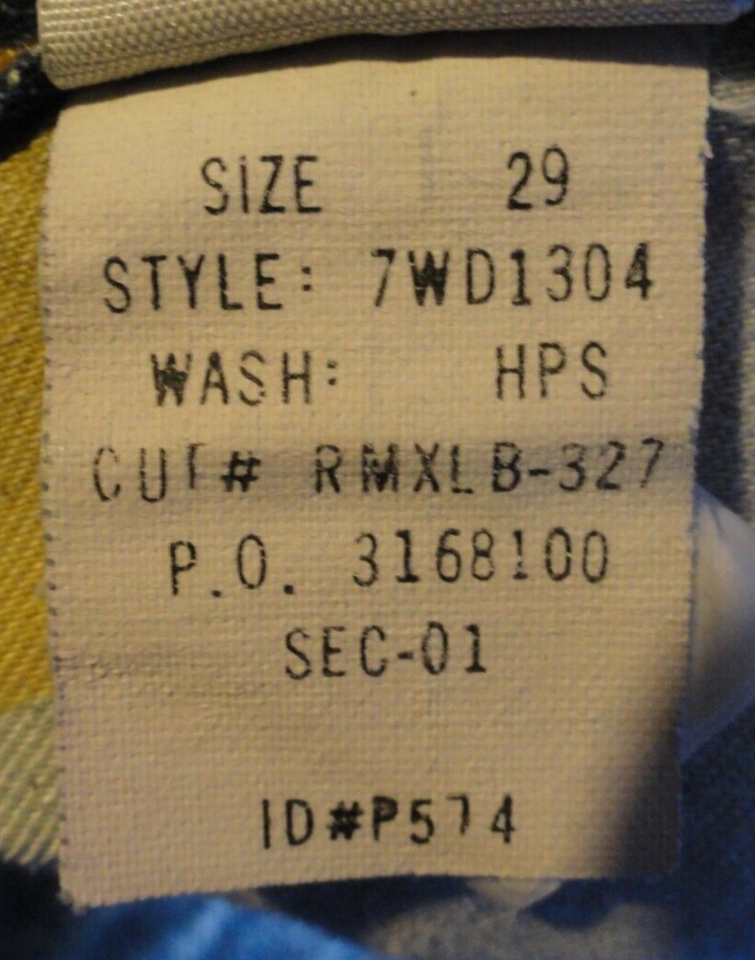 SIZE 29
STYLE: 7WD1304
WASH: HPS
CUT# RMXLB-327
P.O. 3168100
SEC-01
ID#P574